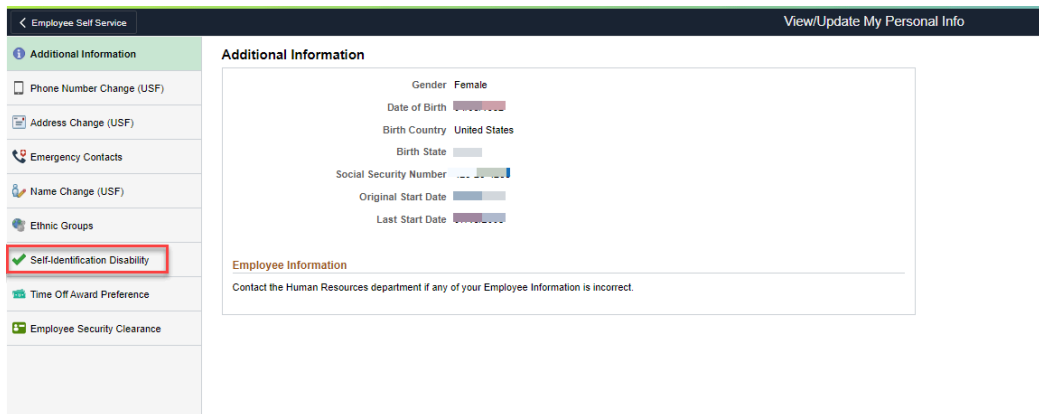 Employee Self Service
View/Update My Personal Info
Additional Information
Phone Number Change (USF)
Address Change (USF)
Emergency Contacts
Name Change (USF)
Ethnic Groups
Self-Identification Disability
Time Off Award Preference
Employee Security Clearance
Additional Information
Gender Female
Date of Birth
Birth Country United States
Birth State
Social Security Number
Original Start Date
Last Start Date
Employee Information
Contact the Human Resources department if any of your Employee Information is incorrect.